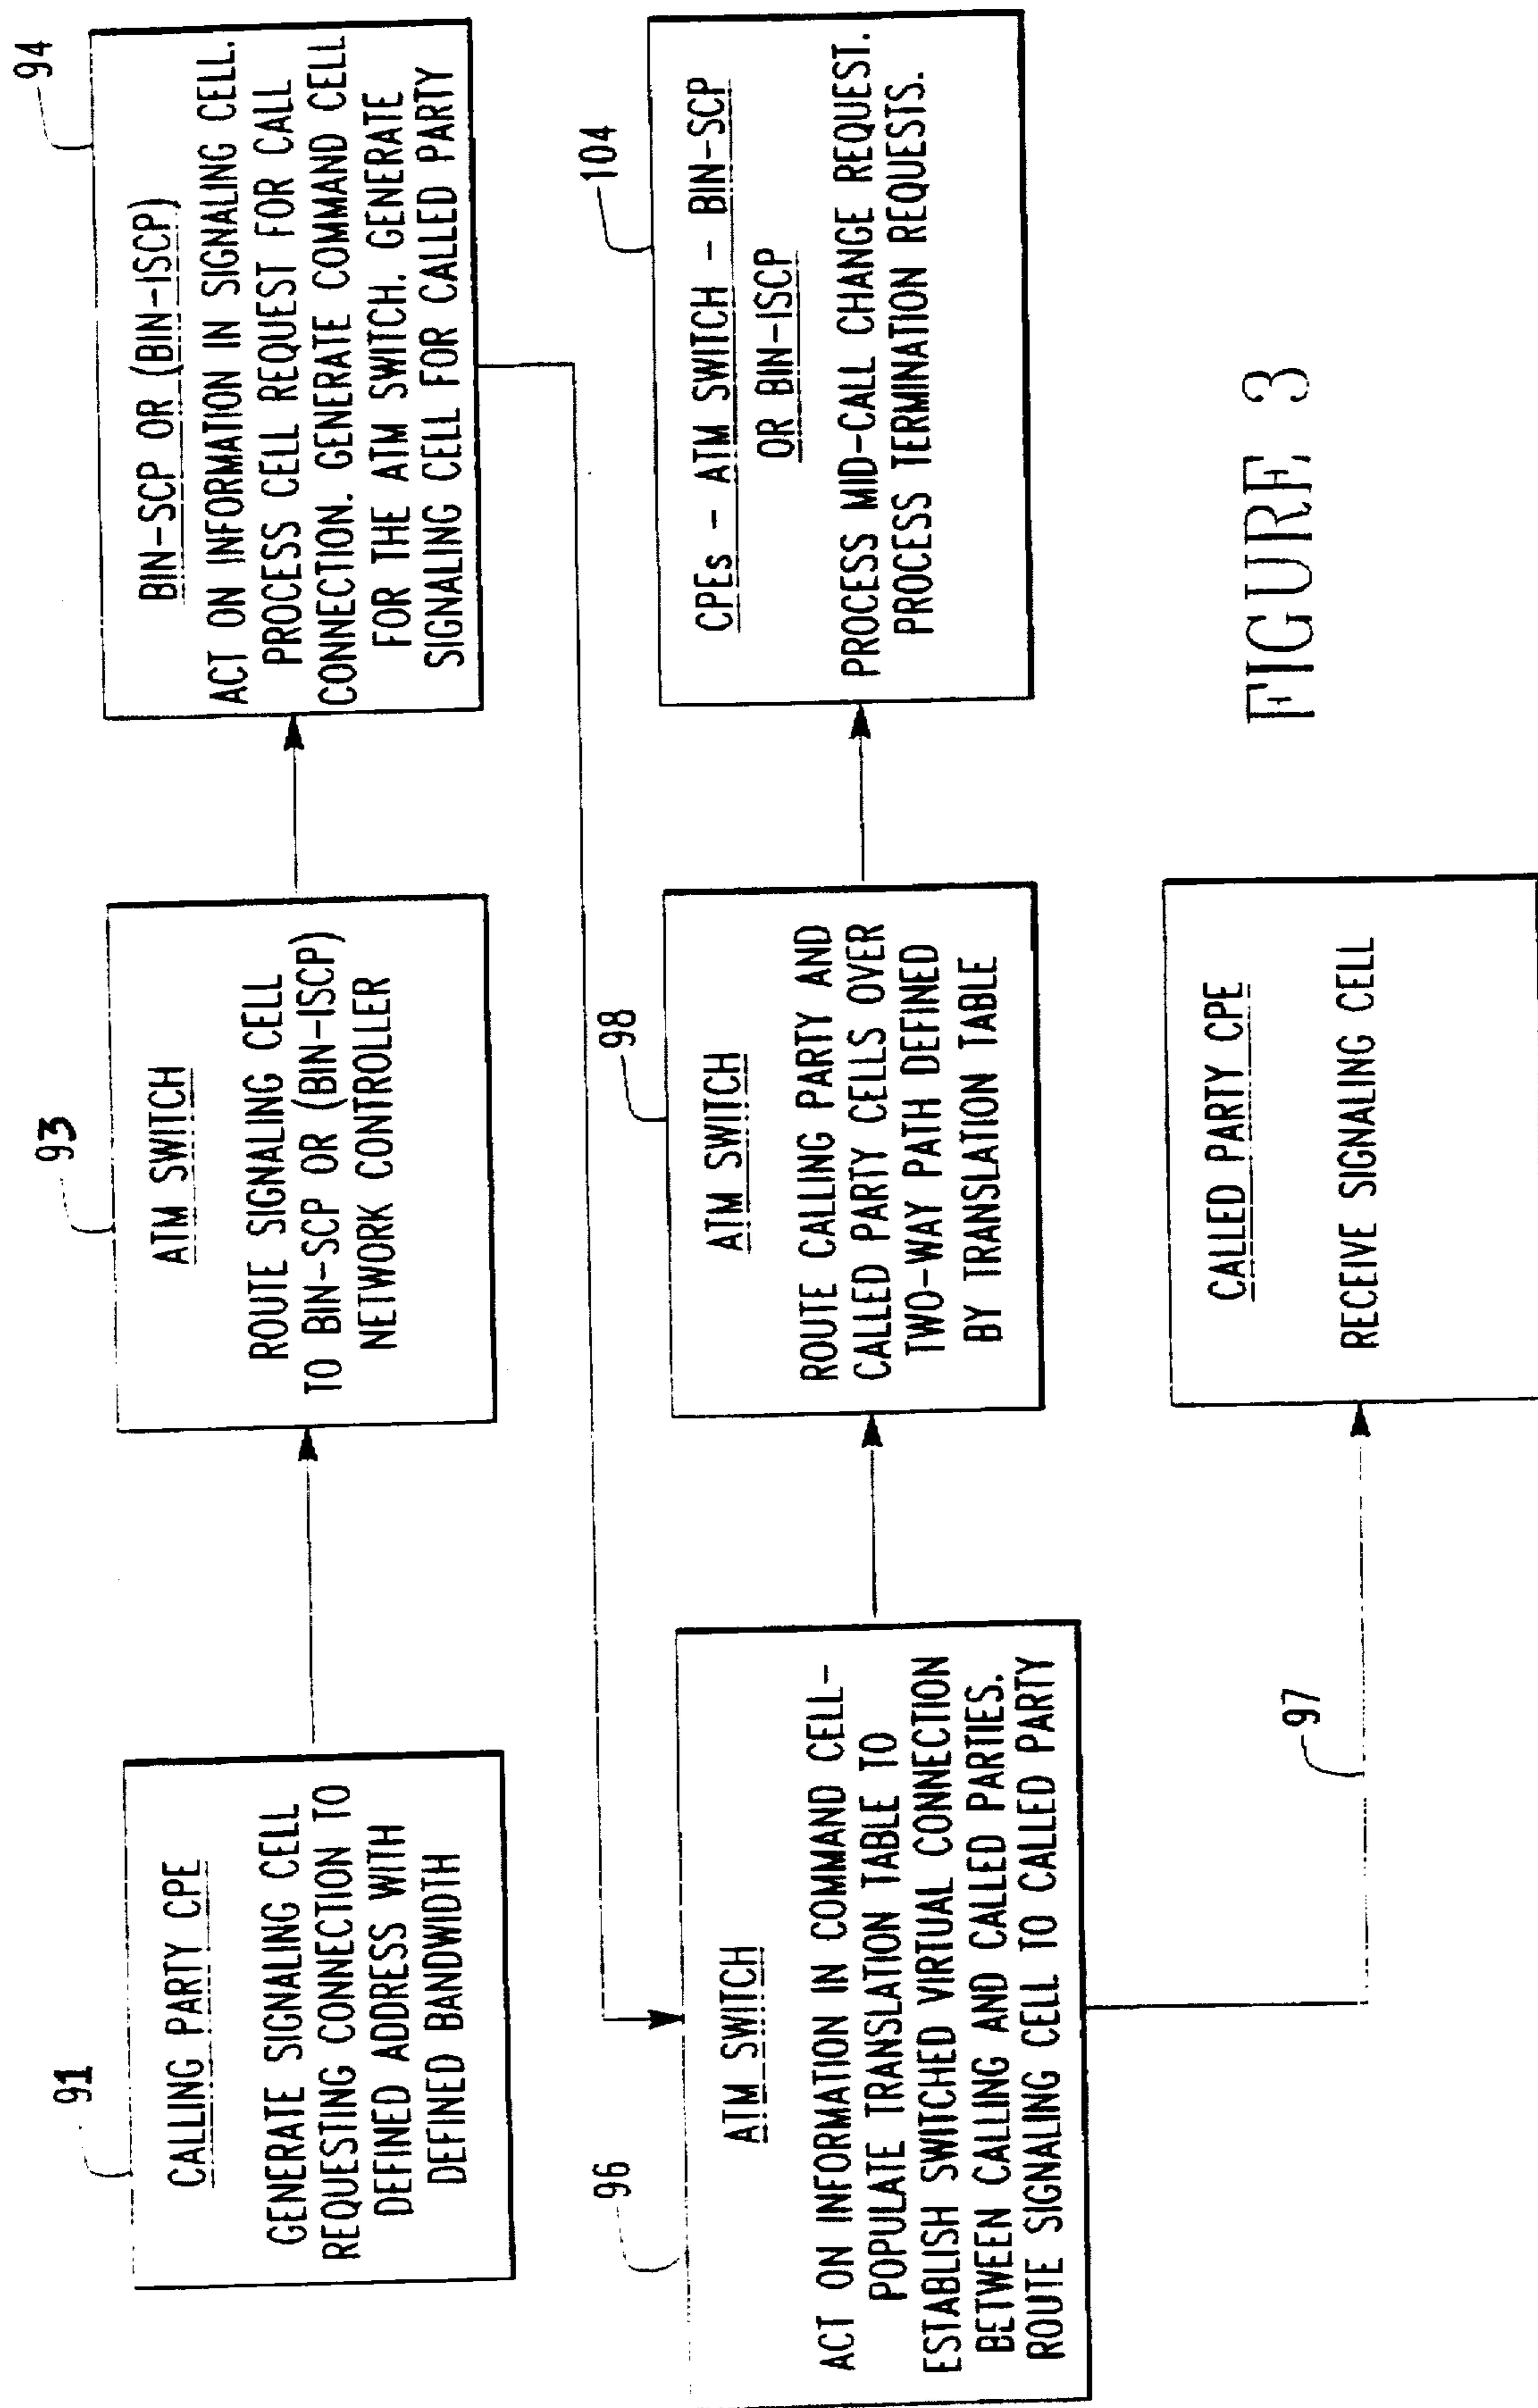 91
CALLING PARTY CPE
GENERATE SIGNALING CELL
REQUESTING CONNECTION TO
DEFINED ADDRESS WITH
DEFINED BANDWIDTH
93
ATM SWITCH
ROUTE SIGNALING CELL
TO BIN-SCP OR (BIN-ISCP)
NETWORK CONTROLLER
94
BIN-SCP OR (BIN-ISCP)
ACT ON INFORMATION IN SIGNALING CELL.
PROCESS CELL REQUEST FOR CALL
CONNECTION. GENERATE COMMAND CELL
FOR THE ATM SWITCH. GENERATE
SIGNALING CELL FOR CALLED PARTY
96
ATM SWITCH
ACT ON INFORMATION IN COMMAND CELL-
POPULATE TRANSLATION TABLE TO
ESTABLISH SWITCHED VIRTUAL CONNECTION
BETWEEN CALLING AND CALLED PARTIES.
ROUTE SIGNALING CELL TO CALLED PARTY
98
ATM SWITCH
ROUTE CALLING PARTY AND
CALLED PARTY CELLS OVER
TWO-WAY PATH DEFINED
BY TRANSLATION TABLE
104
CPEs - ATM SWITCH - BIN-SCP
OR BIN-ISCP
PROCESS MID-CALL CHANGE REQUEST.
PROCESS TERMINATION REQUESTS.
97
CALLED PARTY CPE
RECEIVE SIGNALING CELL
FIGURE 3